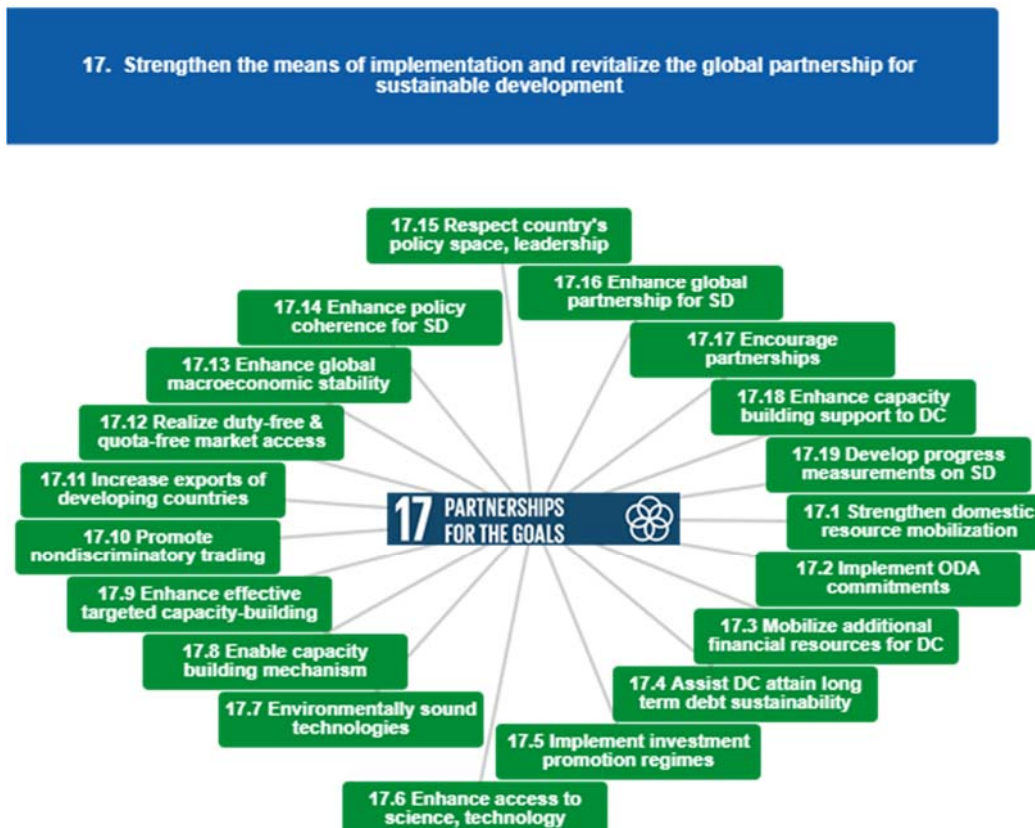 17. Strengthen the means of implementation and revitalize the global partnership for
sustainable development
17.15 Respect country's
policy space, leadership
17.16 Enhance global
partnership for SD
17.14 Enhance policy
coherence for SD
17.17 Encourage
partnerships
17.13 Enhance global
macroeconomic stability
17.18 Enhance capacity
building support to DC
17.12 Realize duty-free &
quota-free market access
17.19 Develop progress
measurements on SD
17.11 Increase exports of
developing countries
17 PARTNERSHIPS
FOR THE GOALS
17.1 Strengthen domestic
resource mobilization
17.10 Promote
nondiscriminatory trading
17.2 Implement ODA
commitments
17.9 Enhance effective
targeted capacity-building
17.3 Mobilize additional
financial resources for DC
17.8 Enable capacity
building mechanism
17.4 Assist DC attain long
term debt sustainability
17.7 Environmentally sound
technologies
17.5 Implement investment
promotion regimes
17.6 Enhance access to
science, technology